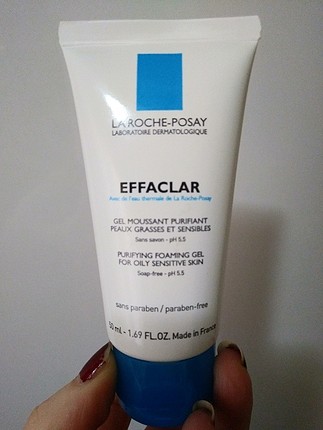 LA ROCHE-POSAY
LABORATOIRE DERMATOLOGIQUE
EFFACLAR
Avec de l'eau thermale de La Roche-Posay
GEL MOUSSANT PURIFIANT
PEAUX GRASSES ET SENSIBLES
Sans savon - pH 5.5
PURIFYING FOAMING GEL
FOR OILY SENSITIVE SKIN
Soap-free - pH 5.5
sans paraben / paraben-free
50 ml - 1.69 FL.OZ. Made in France